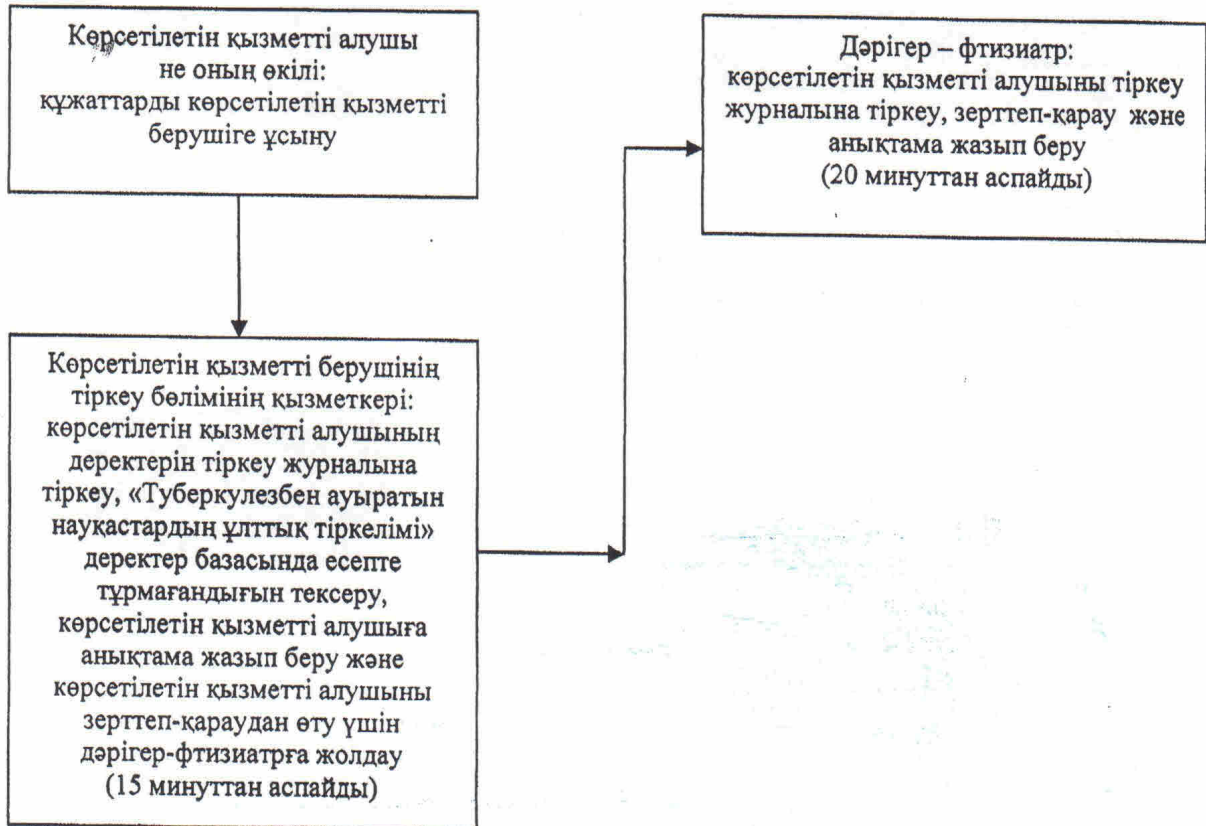 Көрсетілетін қызметті алушы
не оның өкілі:
құжаттарды көрсетілетін қызметті
берушіге ұсыну
Көрсетілетін қызметті берушінің
тіркеу бөлімінің қызметкері:
көрсетілетін қызметті алушының
деректерін тіркеу журналына
тіркеу, «Туберкулезбен ауыратын
науқастардың ұлттық тіркелімі»
деректер базасында есепте
тұрмағандығын тексеру,
көрсетілетін қызметті алушыға
анықтама жазып беру және
көрсетілетін қызметті алушыны
зерттеп-қараудан өту үшін
дәрігер-фтизиатрға жолдау
(15 минуттан аспайды)
Дәрігер – фтизиатр:
көрсетілетін қызметті алушыны тіркеу
журналына тіркеу, зерттеп-қарау және
анықтама жазып беру
(20 минуттан аспайды)